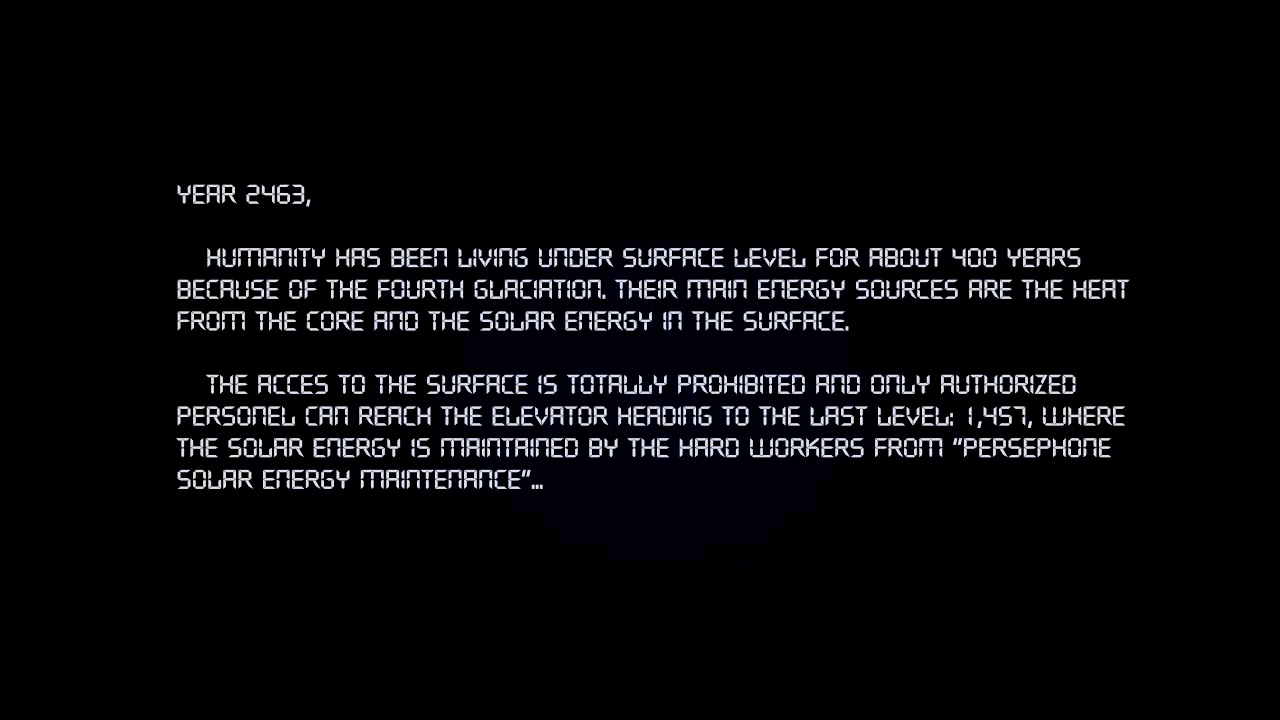 YEAR 2463,
HUMANITY HAS BEEN LIVING UNDER SURFACE LEVEL FOR ABOUT 400 YEARS
BECAUSE OF THE FOURTH GLACIATION. THEIR MAIN ENERGY SOURCES ARE THE HEAT
FROM THE CORE AND THE SOLAR ENERGY IN THE SURFACE.
THE ACCES TO THE SURFACE IS TOTALLY PROHIBITED AND ONLY AUTHORIZED
PERSONEL CAN REACH THE ELEVATOR HEADING TO THE LAST LEVEL: 1,457, WHERE
THE SOLAR ENERGY IS MAINTAINED BY THE HARD WORKERS FROM "PERSEPHONE
SOLAR ENERGY MAINTENANCE"...